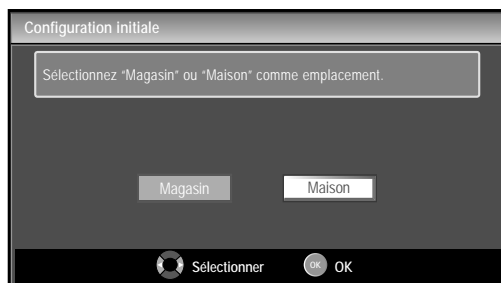 Configuration initiale
Sélectionnez "Magasin" ou "Maison" comme emplacement.
Magasin Maison
Sélectionner OK OK